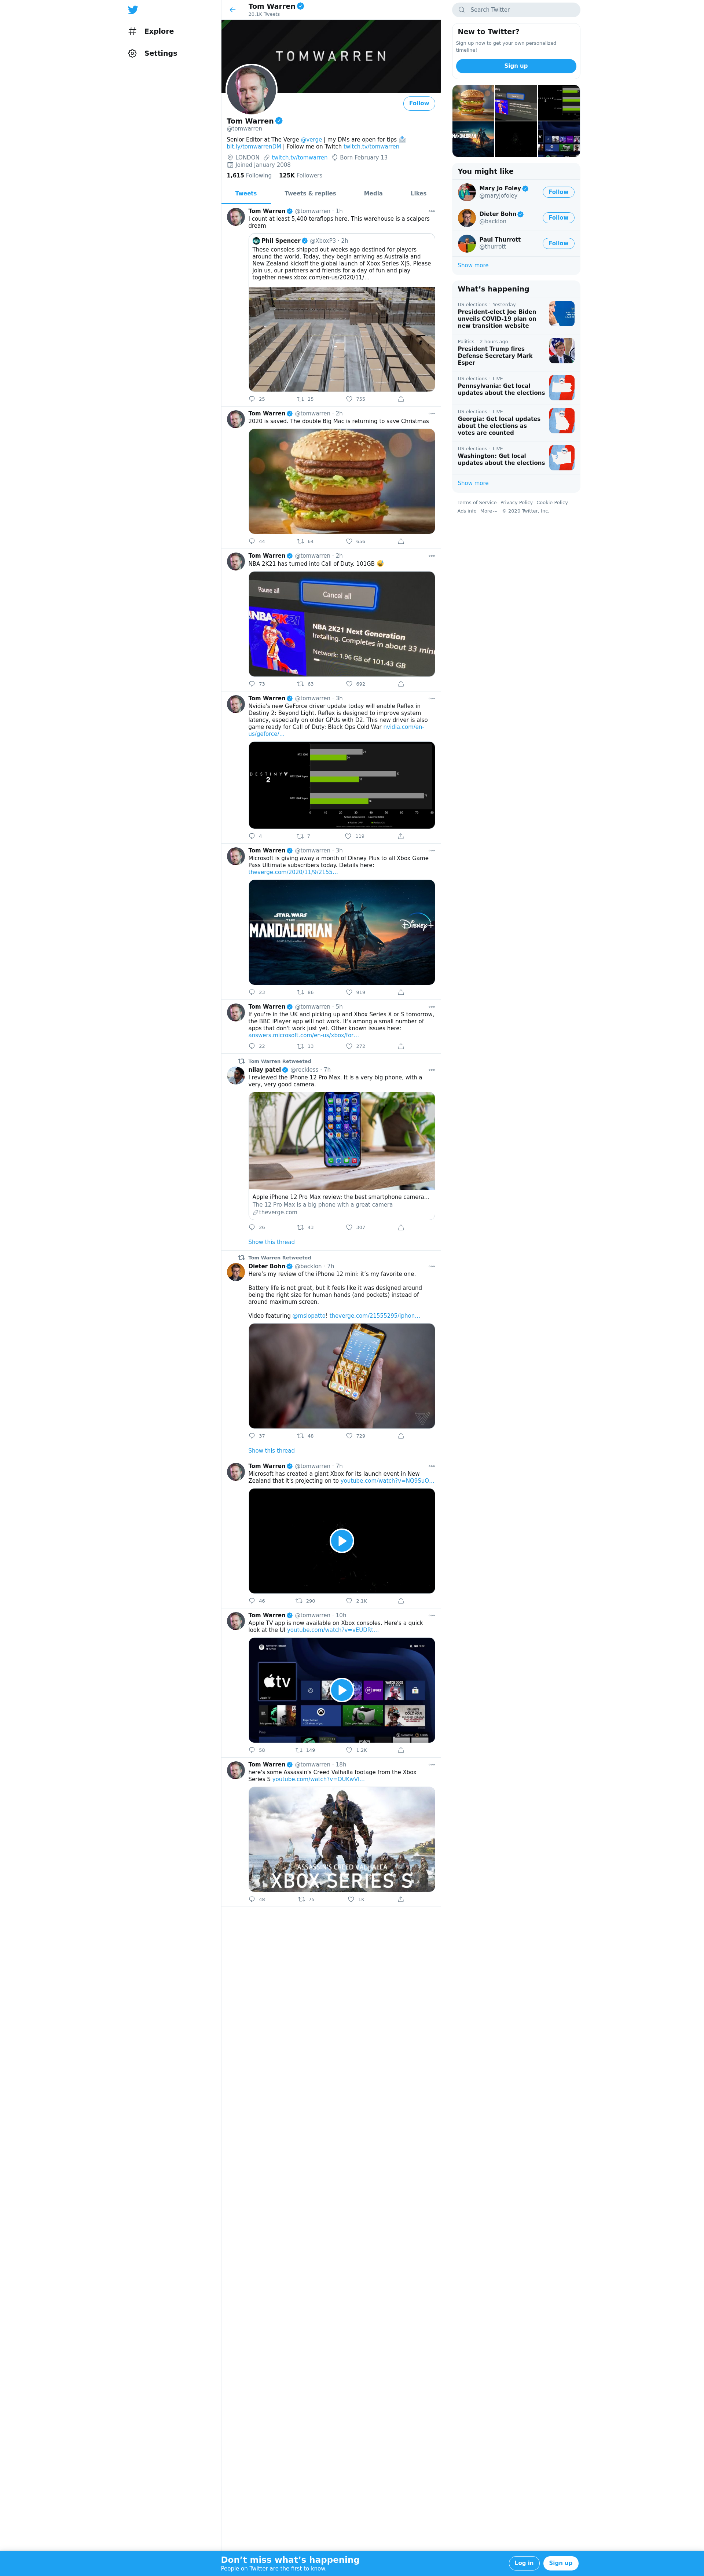 Explore
Settings
Tom Warren
20.1K Tweets
TOMWARREN
Follow
Tom Warren
@tomwarren
Senior Editor at The Verge @verge | my DMs are open for tips 📩
bit.ly/tomwarrenDM | Follow me on Twitch twitch.tv/tomwarren
LONDON twitch.tv/tomwarren Born February 13
Joined January 2008
1,615 Following 125K Followers
Tweets Tweets & replies Media Likes
Tom Warren @tomwarren · 1h
I count at least 5,400 teraflops here. This warehouse is a scalpers
dream
Phil Spencer @XboxP3 · 2h
These consoles shipped out weeks ago destined for players
around the world. Today, they begin arriving as Australia and
New Zealand kickoff the global launch of Xbox Series X|S. Please
join us, our partners and friends for a day of fun and play
together news.xbox.com/en-us/2020/11/…
25 25 755
Tom Warren @tomwarren · 2h
2020 is saved. The double Big Mac is returning to save Christmas
44 64 656
Tom Warren @tomwarren · 2h
NBA 2K21 has turned into Call of Duty. 101GB 😅
Pause all
Cancel all
NBA 2K21
NBA 2K21 Next Generation
Installing. Completes in about 33 min
Network: 1.96 GB of 101.43 GB
73 63 692
Tom Warren @tomwarren · 3h
Nvidia's new GeForce driver update today will enable Reflex in
Destiny 2: Beyond Light. Reflex is designed to improve system
latency, especially on older GPUs with D2. This new driver is also
game ready for Call of Duty: Black Ops Cold War nvidia.com/en-
us/geforce/…
DESTINY
2
4 7 119
Tom Warren @tomwarren · 3h
Microsoft is giving away a month of Disney Plus to all Xbox Game
Pass Ultimate subscribers today. Details here:
theverge.com/2020/11/9/2155…
STAR WARS
THE
MANDALORIAN
Disney+
23 96 919
Tom Warren @tomwarren · 5h
If you're in the UK and picking up an Xbox Series X or S tomorrow,
the BBC iPlayer app will not work. It's among a small number of
apps that don't work just yet. Other known issues here:
answers.microsoft.com/en-us/xbox/for…
22 13 272
Tom Warren Retweeted
nilay patel @reckless · 7h
I reviewed the iPhone 12 Pro Max. It is a very big phone, with a
very, very good camera.
Apple iPhone 12 Pro Max review: the best smartphone camera…
The 12 Pro Max is a big phone with a great camera
theverge.com
26 43 307
Show this thread
Tom Warren Retweeted
Dieter Bohn @backlon · 7h
Here's my review of the iPhone 12 mini: it's my favorite one.
Battery life is not great, but it feels like it was designed around
being the right size for human hands (and pockets) instead of
around maximum screen.
Video featuring @mslopatto! theverge.com/21555295/iphon…
37 48 729
Show this thread
Tom Warren @tomwarren · 7h
Microsoft has created a giant Xbox for its launch event in New
Zealand that it's projecting on to youtube.com/watch?v=NQ9SuO…
46 290 2.1K
Tom Warren @tomwarren · 10h
Apple TV app is now available on Xbox consoles. Here's a quick
look at the UI youtube.com/watch?v=vEUDRt…
tv
58 149 1.2K
Tom Warren @tomwarren · 18h
here's some Assassin's Creed Valhalla footage from the Xbox
Series S youtube.com/watch?v=OUKwVl…
ASSASSIN'S CREED VALHALLA
XBOX SERIES S
48 75 1K
Search Twitter
New to Twitter?
Sign up now to get your own personalized
timeline!
Sign up
You might like
Mary Jo Foley
@maryjofoley
Follow
Dieter Bohn
@backlon
Follow
Paul Thurrott
@thurrott
Follow
Show more
What's happening
US elections · Yesterday
President-elect Joe Biden
unveils COVID-19 plan on
new transition website
Politics · 2 hours ago
President Trump fires
Defense Secretary Mark
Esper
US elections · LIVE
Pennsylvania: Get local
updates about the elections
US elections · LIVE
Georgia: Get local updates
about the elections as
votes are counted
US elections · LIVE
Washington: Get local
updates about the elections
Show more
Terms of Service Privacy Policy Cookie Policy
Ads info More ••• © 2020 Twitter, Inc.
Don't miss what's happening
People on Twitter are the first to know.
Log in
Sign up